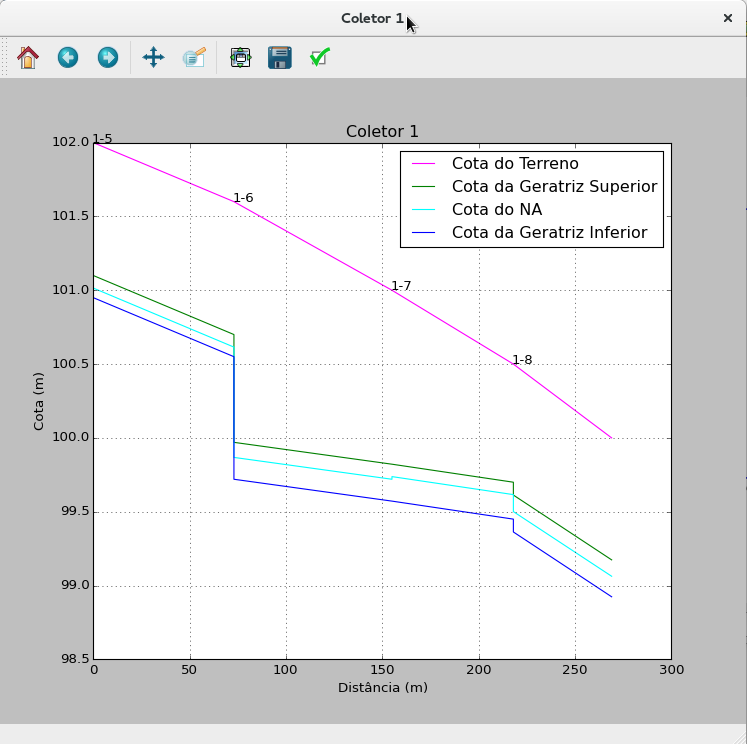 Coletor 1
Coletor 1
102.0
101.5
101.0
100.5
100.0
99.5
99.0
98.5
Cota (m)
1-5
1-6
1-7
1-8
Cota do Terreno
Cota da Geratriz Superior
Cota do NA
Cota da Geratriz Inferior
0 50 100 150 200 250 300
Distância (m)